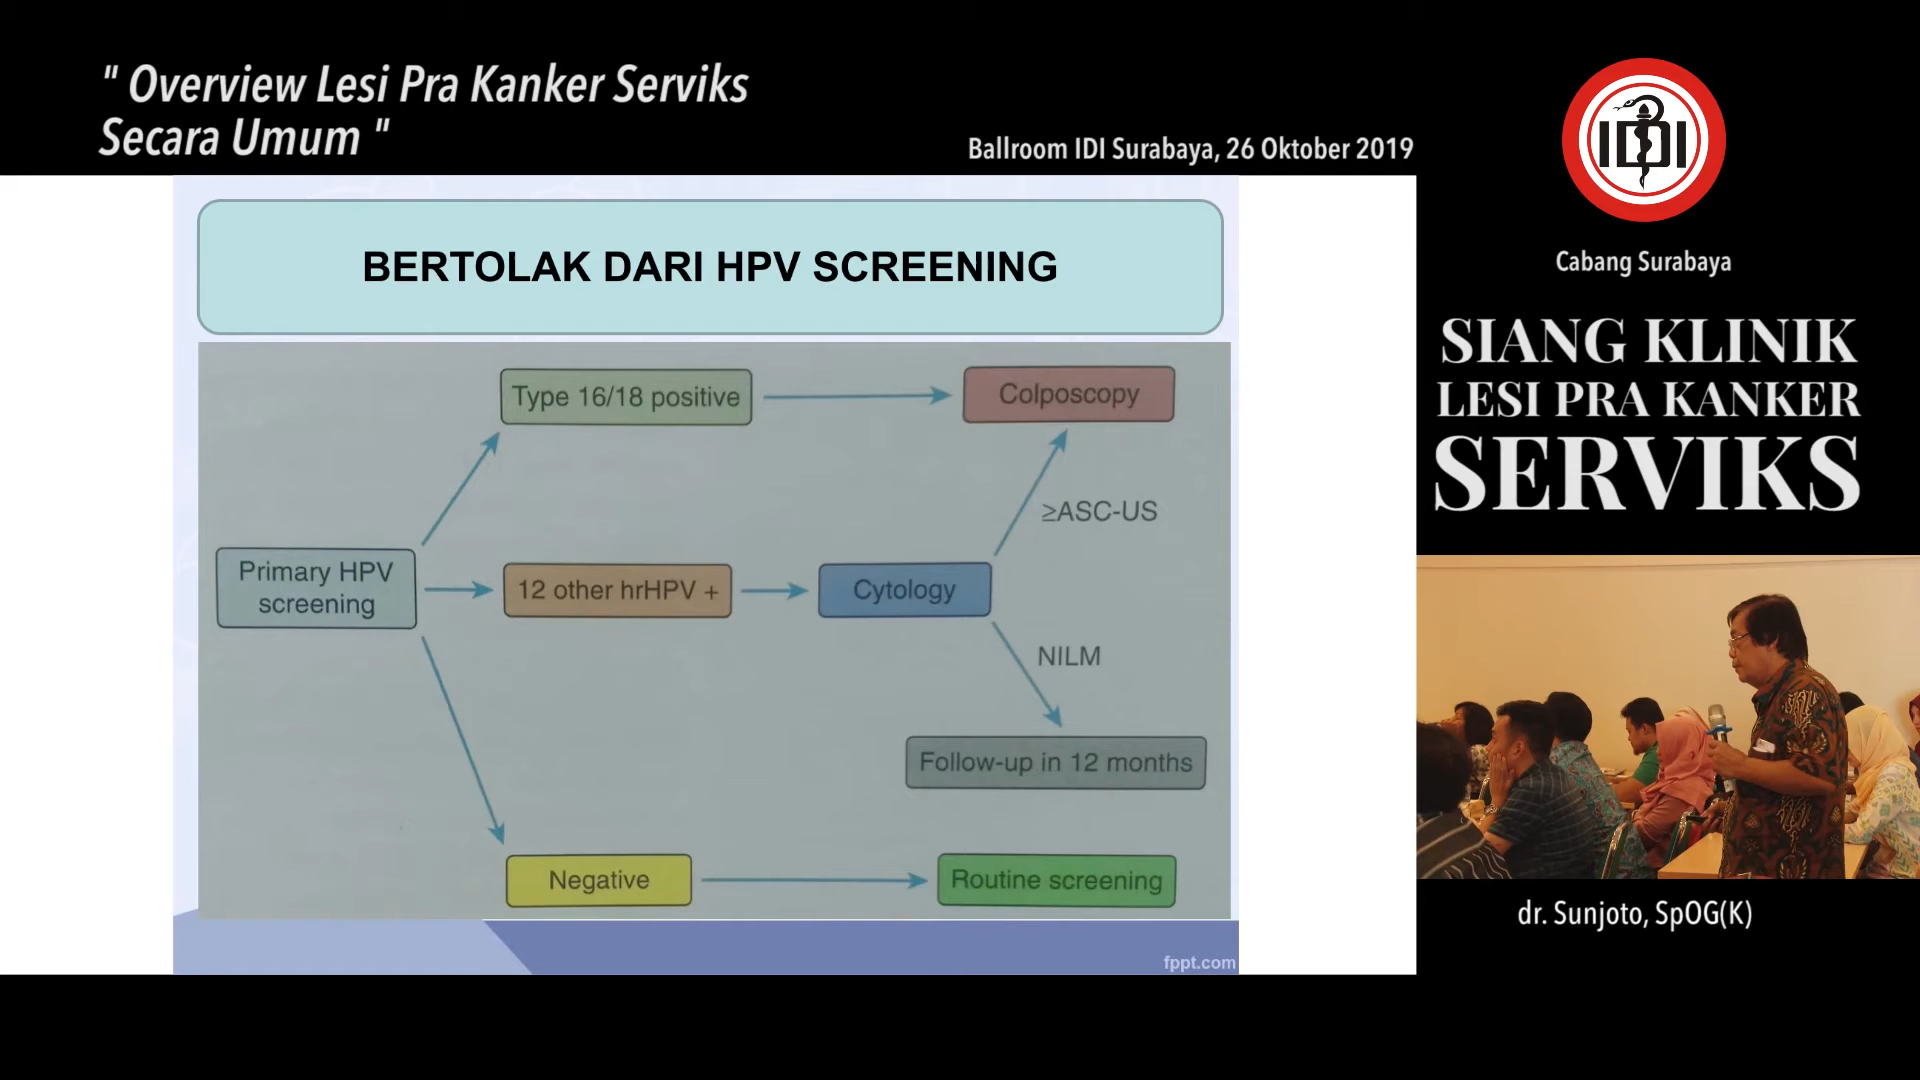 " Overview Lesi Pra Kanker Serviks
Secara Umum "
Ballroom IDI Surabaya, 26 Oktober 2019
IDI
Cabang Surabaya
SIANG KLINIK
LESI PRA KANKER
SERVIKS
BERTOLAK DARI HPV SCREENING
Type 16/18 positive
Colposcopy
≥ASC-US
Primary HPV
screening
12 other hrHPV +
Cytology
NILM
Follow-up in 12 months
Negative
Routine screening
fppt.com
dr. Sunjoto, SpOG(K)